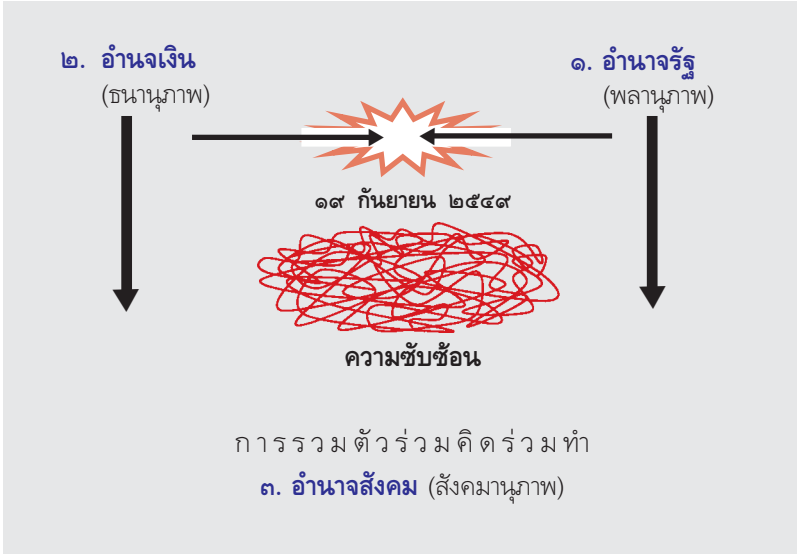 ๒. อำนจเงิน
(ธนานุภาพ)
๑. อำนาจรัฐ
(พลานุภาพ)
๑๙ กันยายน ๒๕๔๙
ความซับซ้อน
การรวมตัวร่วมคิดร่วมทำ
๓. อำนาจสังคม (สังคมานุภาพ)